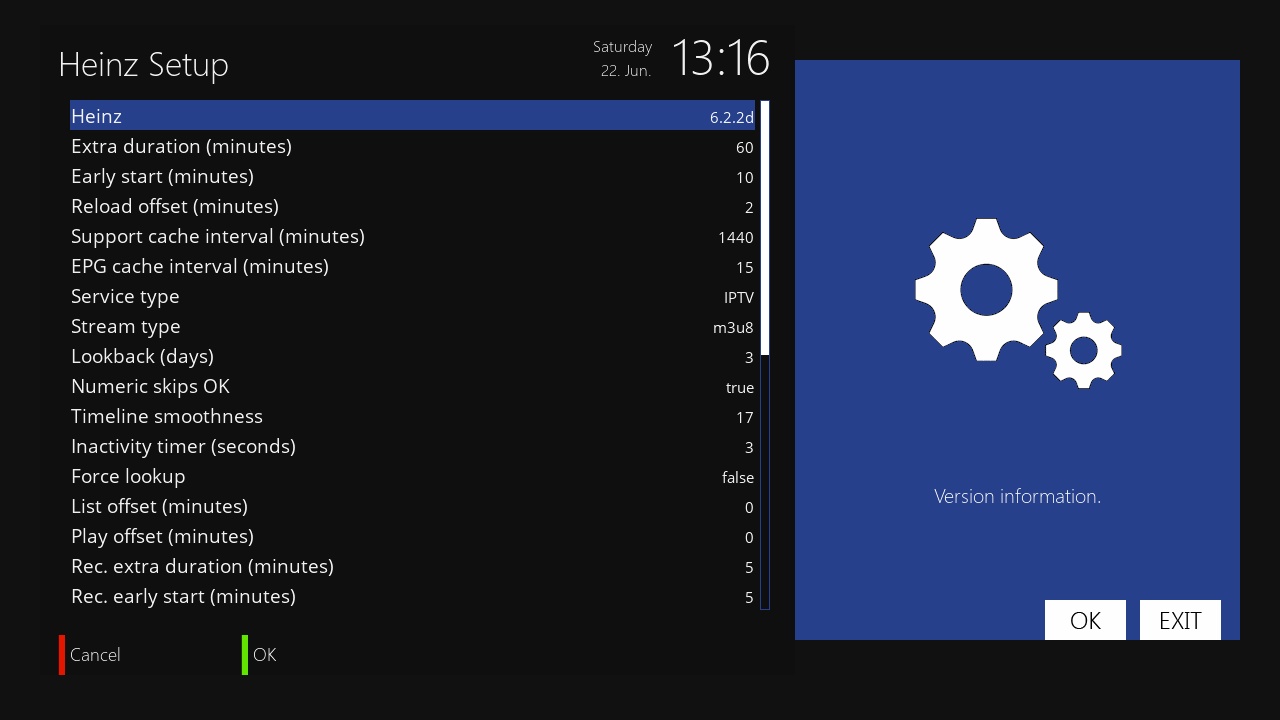 Heinz Setup
Saturday
22. Jun.
13:16
Heinz 6.2.2d
Extra duration (minutes) 60
Early start (minutes) 10
Reload offset (minutes) 2
Support cache interval (minutes) 1440
EPG cache interval (minutes) 15
Service type IPTV
Stream type m3u8
Lookback (days) 3
Numeric skips OK true
Timeline smoothness 17
Inactivity timer (seconds) 3
Force lookup false
List offset (minutes) 0
Play offset (minutes) 0
Rec. extra duration (minutes) 5
Rec. early start (minutes) 5
Cancel OK
Version information.
OK EXIT